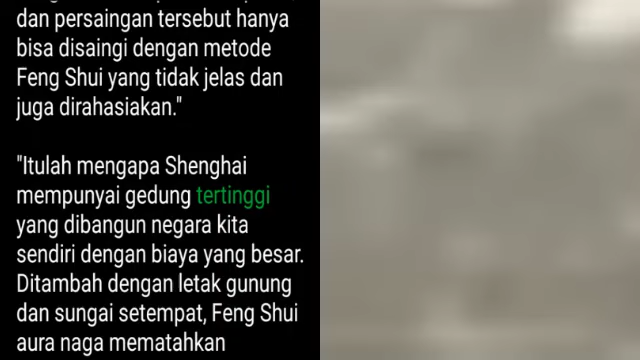 dan persaingan tersebut hanya
bisa disaingi dengan metode
Feng Shui yang tidak jelas dan
juga dirahasiakan."
"Itulah mengapa Shenghai
mempunyai gedung tertinggi
yang dibangun negara kita
sendiri dengan biaya yang besar.
Ditambah dengan letak gunung
dan sungai setempat, Feng Shui
aura naga mematahkan